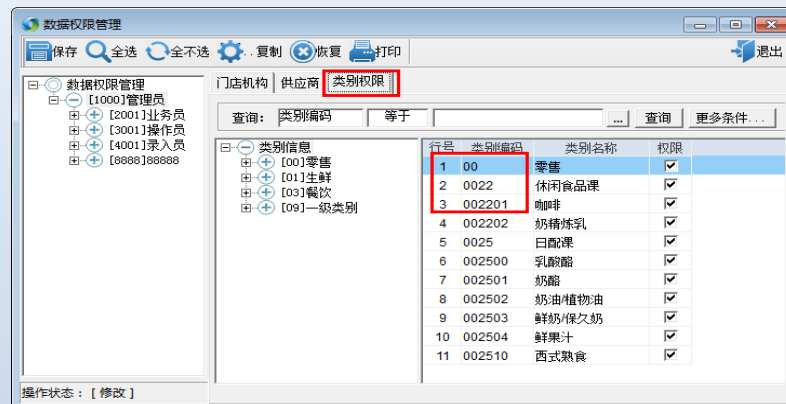 数据权限管理
保存 全选 全不选 复制 恢复 打印 退出
数据权限管理
[1000]管理员
[2001]业务员
[3001]操作员
[4001]录入员
[8888]88888
门店机构 供应商 类别权限
查询: 类别编码 等于 ... 查询 更多条件...
类别信息
[00]零售
[01]生鲜
[03]餐饮
[09]一级类别
行号 类别编码 类别名称 权限
1 00 零售
2 0022 休闲食品课
3 002201 咖啡
4 002202 奶精炼乳
5 0025 日配课
6 002500 乳酸酪
7 002501 奶酪
8 002502 奶油/植物油
9 002503 鲜奶/保久奶
10 002504 鲜果汁
11 002510 西式熟食
操作状态：[ 修改 ]